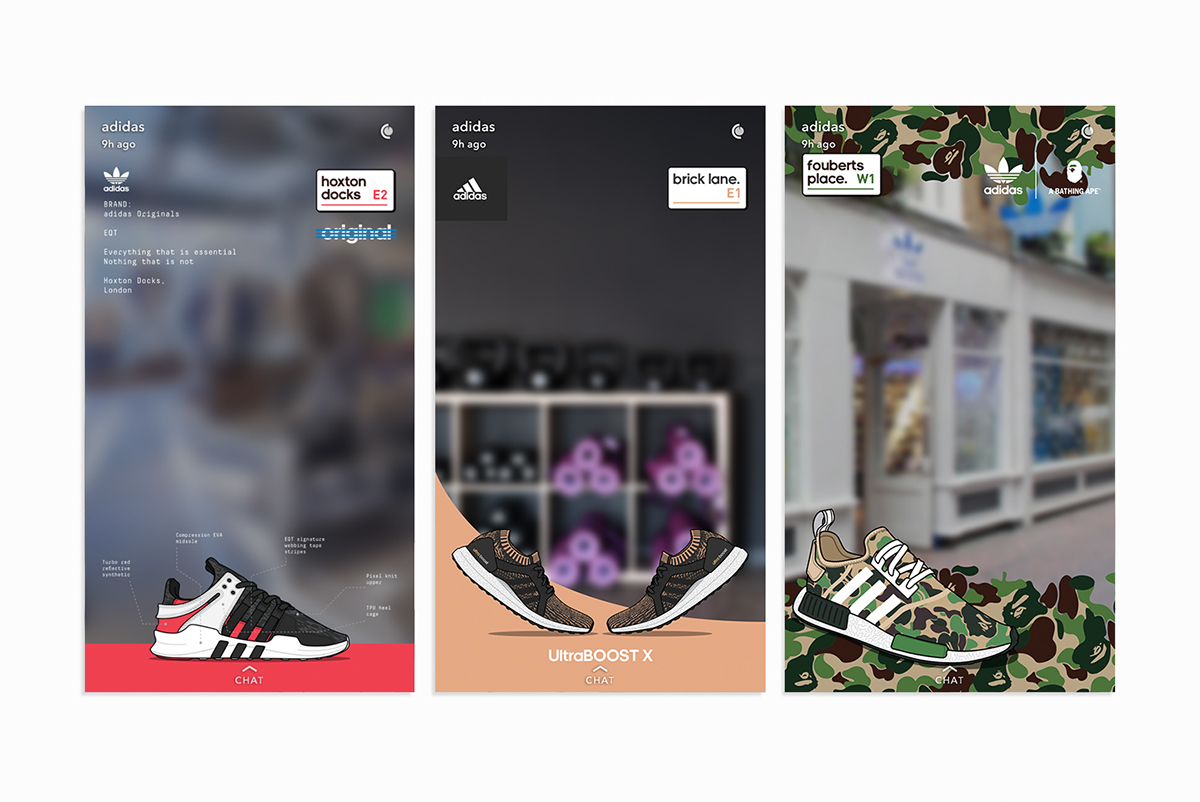 adidas
9h ago
adidas
BRAND:
adidas Originals
EQT
Everything that is essential
Nothing that is not
Hoxton Docks,
London
hoxton
docks E2
original
Compression EVA
midsole
EQT signature
webbing tape
stripes
Turbo red
reflective
synthetic
Pixel knit
upper
TPU heel
cage
CHAT
adidas
9h ago
adidas
brick lane.
E1
UltraBOOST X
CHAT
adidas
9h ago
fouberts
place. W1
adidas
A BATHING APE
CHAT